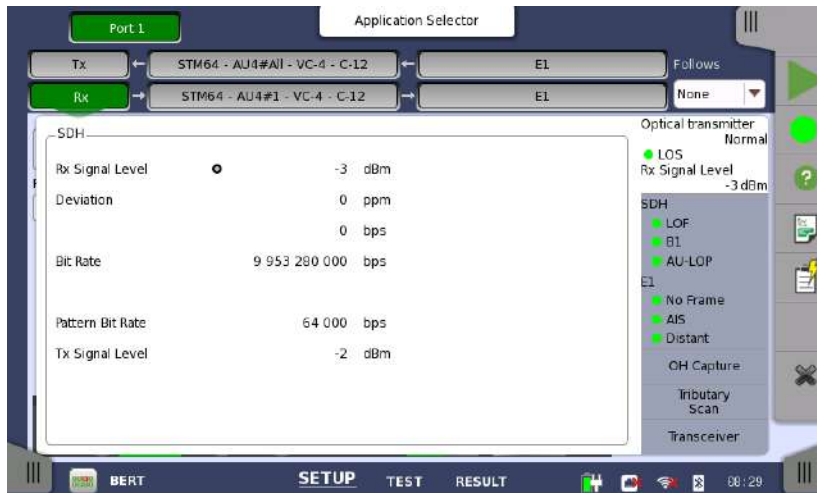 Port 1
Application Selector
Tx
STM64 - AU4#All - VC-4 - C-12
E1
Follows
Rx
STM64 - AU4#1 - VC-4 - C-12
E1
None
SDH
Rx Signal Level -3 dBm
Deviation 0 ppm
0 bps
Bit Rate 9 953 280 000 bps
Pattern Bit Rate 64 000 bps
Tx Signal Level -2 dBm
Optical transmitter
Normal
LOS
Rx Signal Level
-3 dBm
SDH
LOF
B1
AU-LOP
E1
No Frame
AIS
Distant
OH Capture
Tributary
Scan
Transceiver
BERT
SETUP
TEST
RESULT
08:29